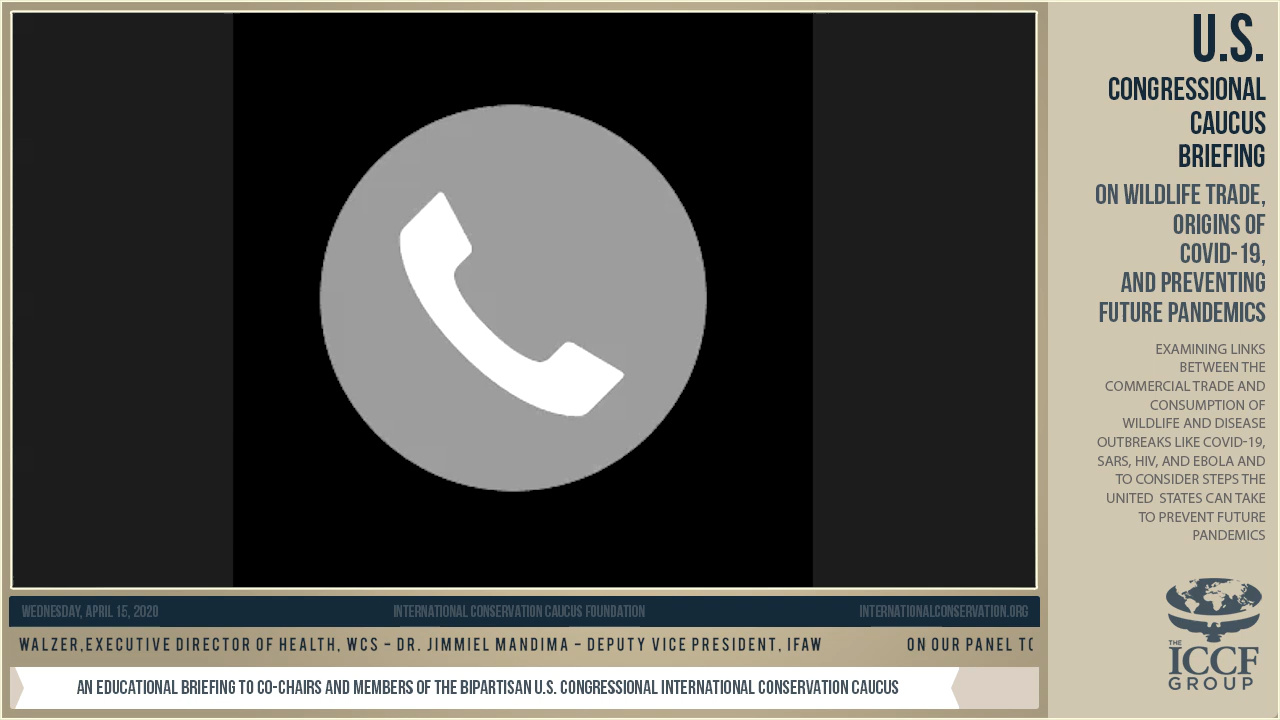 U.S.
CONGRESSIONAL
CAUCUS
BRIEFING
ON WILDLIFE TRADE,
ORIGINS OF
COVID-19,
AND PREVENTING
FUTURE PANDEMICS
EXAMINING LINKS
BETWEEN THE
COMMERCIAL TRADE AND
CONSUMPTION OF
WILDLIFE AND DISEASE
OUTBREAKS LIKE COVID-19,
SARS, HIV, AND EBOLA AND
TO CONSIDER STEPS THE
UNITED STATES CAN TAKE
TO PREVENT FUTURE
PANDEMICS
THE
ICCF
GROUP
WEDNESDAY, APRIL 15, 2020
INTERNATIONAL CONSERVATION CAUCUS FOUNDATION
INTERNATIONALCONSERVATION.ORG
WALZER,EXECUTIVE DIRECTOR OF HEALTH, WCS – DR. JIMMIEL MANDIMA – DEPUTY VICE PRESIDENT, IFAW
ON OUR PANEL
AN EDUCATIONAL BRIEFING TO CO-CHAIRS AND MEMBERS OF THE BIPARTISAN U.S. CONGRESSIONAL INTERNATIONAL CONSERVATION CAUCUS